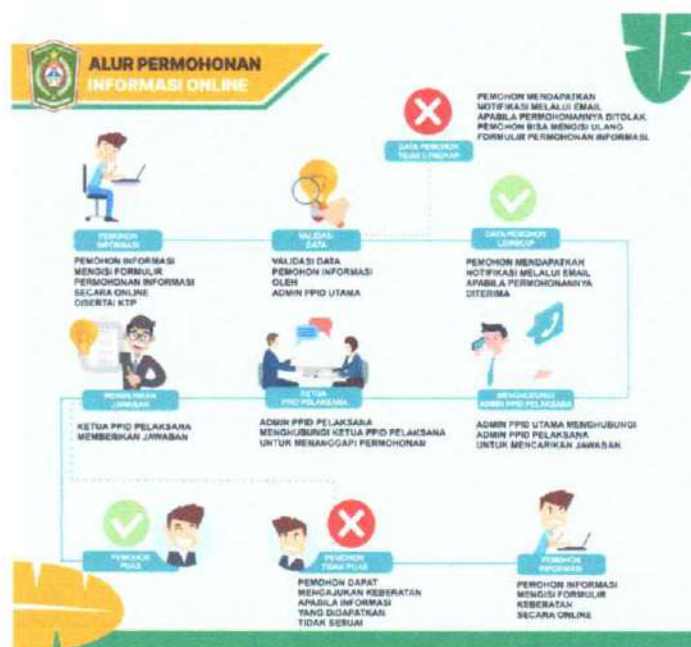 ALUR PERMOHONAN
INFORMASI ONLINE
PEMOHON MENDAPATKAN
NOTIFIKASI MELALUI EMAIL
APABILA PERMOHONANNYA DITOLAK
PEMOHON BISA MENGISI ULANG
FORMULIR PERMOHONAN INFORMASI.
DATA PEMOHON
TIDAK LENGKAP
PEMOHON
INFORMASI
PEMOHON INFORMASI
MENGISI FORMULIR
PERMOHONAN INFORMASI
SECARA ONLINE
DISERTAI KTP
VALIDASI
DATA
VALIDASI DATA
PEMOHON INFORMASI
OLEH
ADMIN PPID UTAMA
DATA PEMOHON
LENGKAP
PEMOHON MENDAPATKAN
NOTIFIKASI MELALUI EMAIL
APABILA PERMOHONANNYA
DITERIMA
MEMBERIKAN
JAWABAN
KETUA PPID PELAKSANA
MEMBERIKAN JAWABAN
KETUA
PPID PELAKSANA
ADMIN PPID PELAKSANA
MENGHUBUNGI KETUA PPID PELAKSANA
UNTUK MENANGGAPI PERMOHONAN
MENGHUBUNGI
ADMIN PPID PELAKSANA
ADMIN PPID UTAMA MENGHUBUNGI
ADMIN PPID PELAKSANA
UNTUK MENCARIKAN JAWABAN.
PEMOHON
PUAS
PEMOHON
TIDAK PUAS
PEMOHON DAPAT
MENGAJUKAN KEBERATAN
APABILA INFORMASI
YANG DIDAPATKAN
TIDAK SESUAI
PEMOHON
INFORMASI
PEMOHON INFORMASI
MENGISI FORMULIR
KEBERATAN
SECARA ONLINE